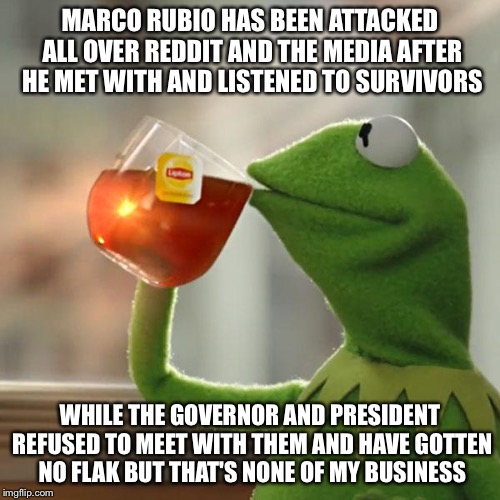 MARCO RUBIO HAS BEEN ATTACKED
ALL OVER REDDIT AND THE MEDIA AFTER
HE MET WITH AND LISTENED TO SURVIVORS
Lipton
WHILE THE GOVERNOR AND PRESIDENT
REFUSED TO MEET WITH THEM AND HAVE GOTTEN
NO FLAK BUT THAT'S NONE OF MY BUSINESS
imgflip.com